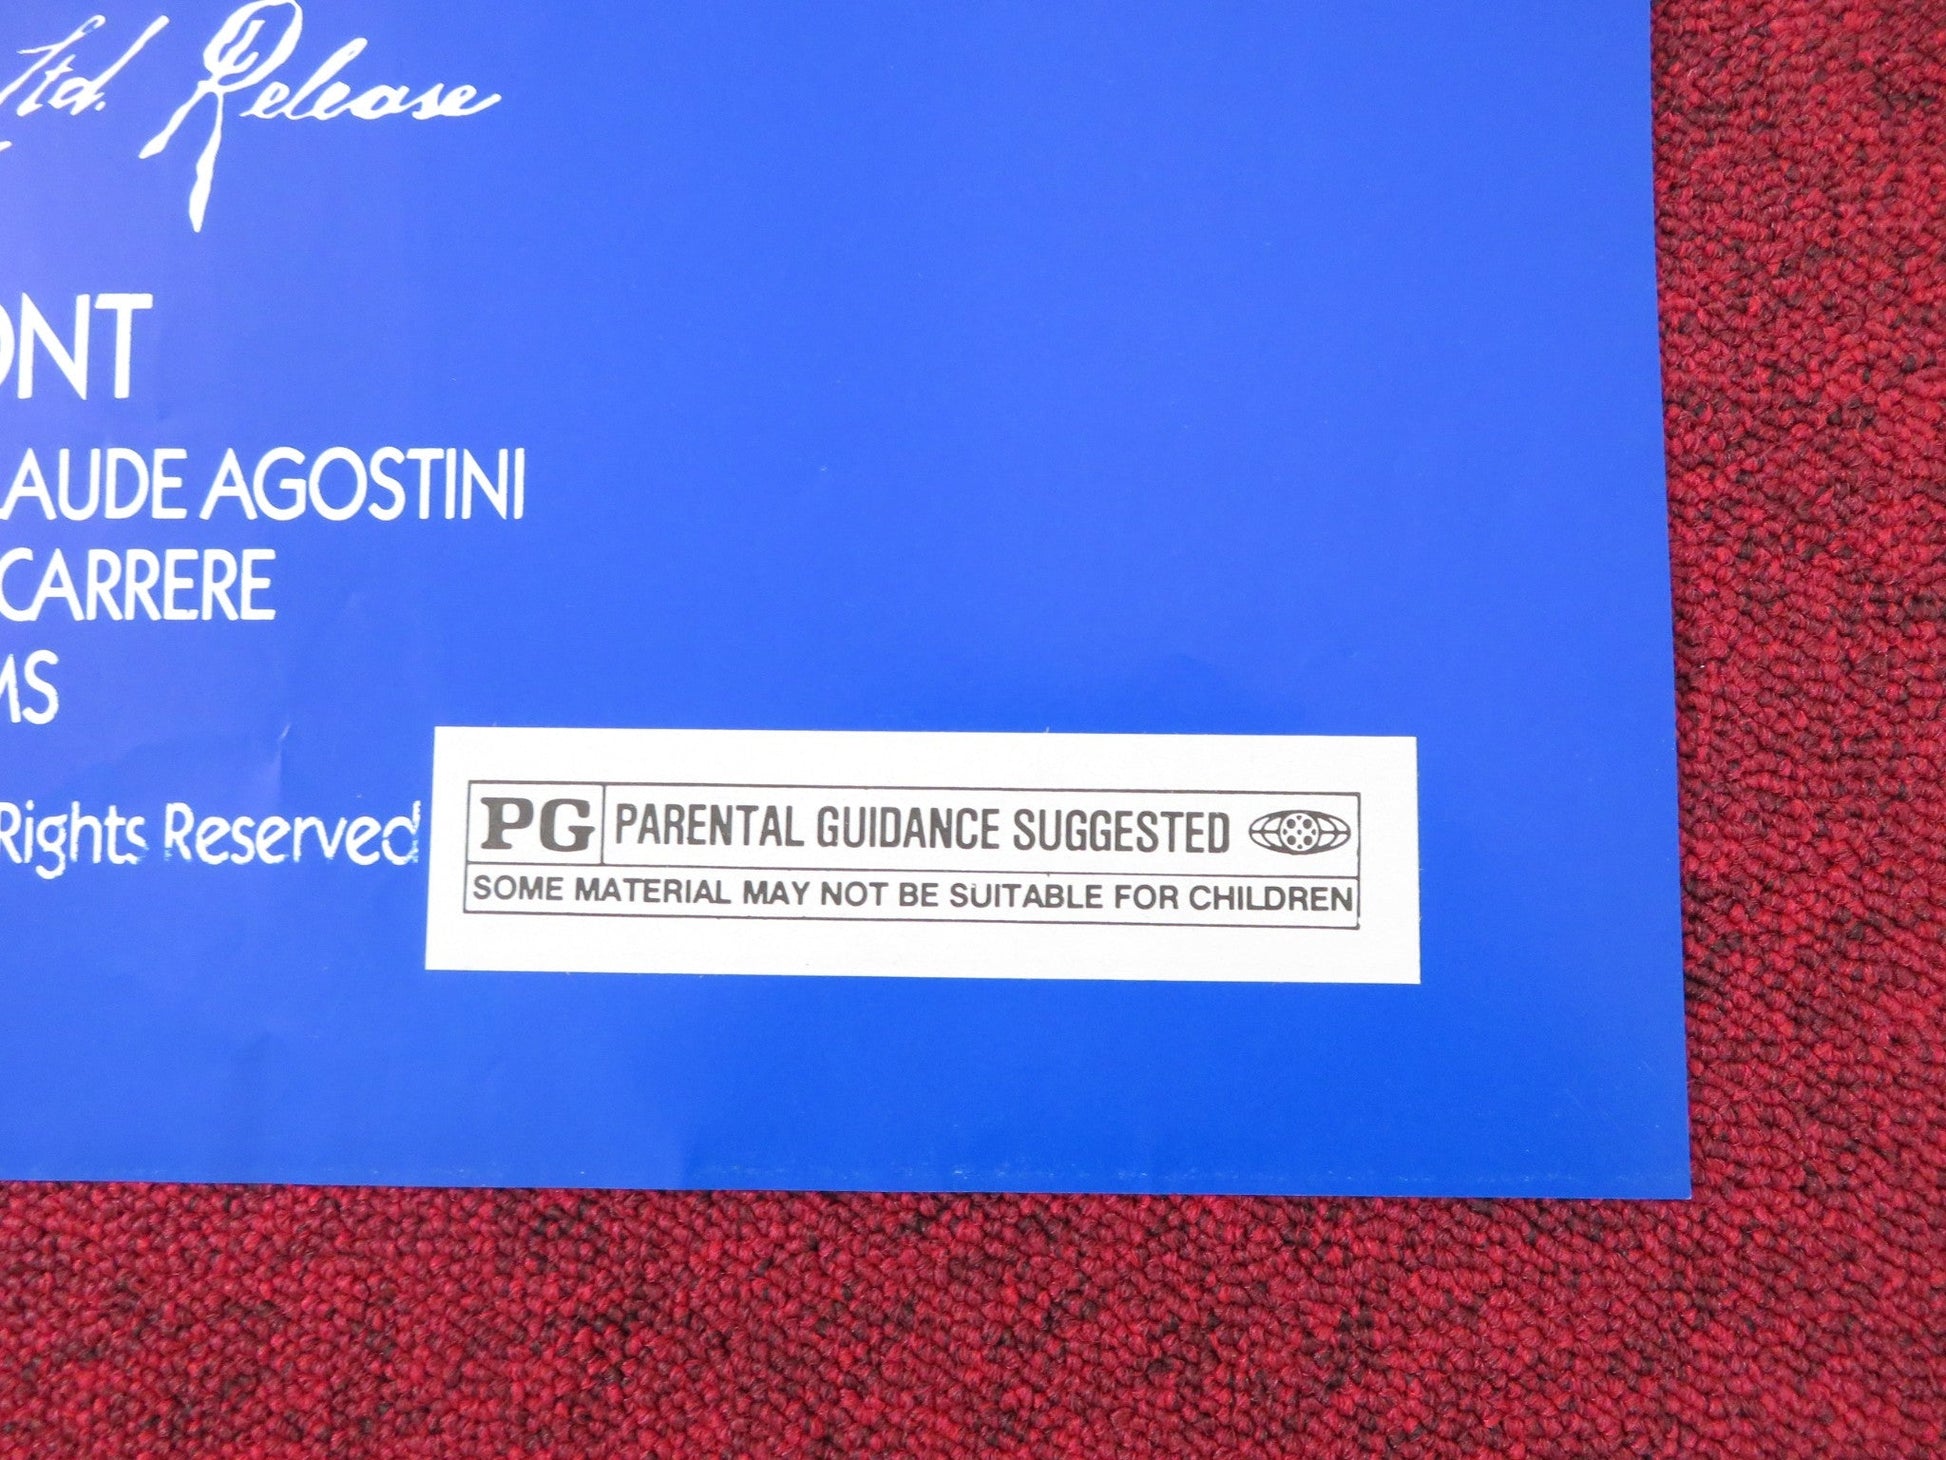 Ltd. Release
ONT
LAUDE AGOSTINI
CARRERE
MS
Rights Reserved
PG PARENTAL GUIDANCE SUGGESTED
SOME MATERIAL MAY NOT BE SUITABLE FOR CHILDREN